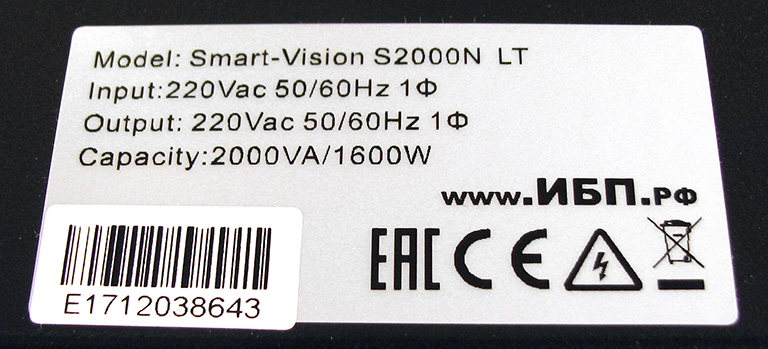 Model: Smart-Vision S2000N LT
Input:220Vac 50/60Hz 1Φ
Output: 220Vac 50/60Hz 1Φ
Capacity:2000VA/1600W
www.ИБП.РФ
EAC CE
E1712038643